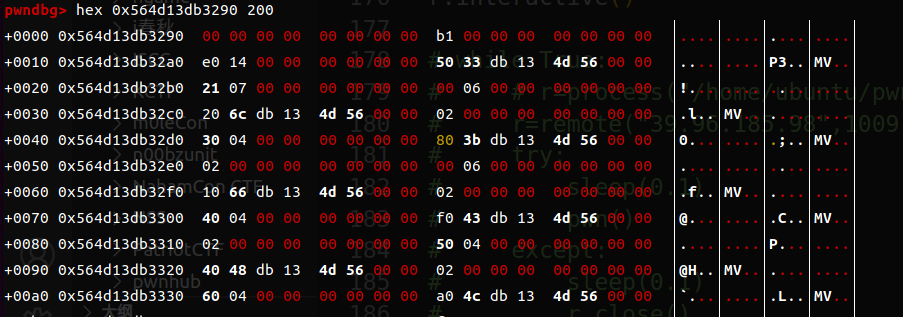 pwndbg> hex 0x564d13db3290 200
+0000 0x564d13db3290 00 00 00 00 00 00 00 00 b1 00 00 00 00 00 00 00 │....│....│....│....│
+0010 0x564d13db32a0 e0 14 00 00 00 00 00 00 50 33 db 13 4d 56 00 00 │....│....│P3..│MV..│
+0020 0x564d13db32b0 21 07 00 00 00 00 00 00 00 06 00 00 00 00 00 00 │!...│....│....│....│
+0030 0x564d13db32c0 20 6c db 13 4d 56 00 00 02 00 00 00 00 00 00 00 │.l..│MV..│....│....│
+0040 0x564d13db32d0 30 04 00 00 00 00 00 00 80 3b db 13 4d 56 00 00 │0...│....│.;..│MV..│
+0050 0x564d13db32e0 02 00 00 00 00 00 00 00 00 06 00 00 00 00 00 00 │....│....│....│....│
+0060 0x564d13db32f0 10 66 db 13 4d 56 00 00 02 00 00 00 00 00 00 00 │.f..│MV..│....│....│
+0070 0x564d13db3300 40 04 00 00 00 00 00 00 f0 43 db 13 4d 56 00 00 │@...│....│.C..│MV..│
+0080 0x564d13db3310 02 00 00 00 00 00 00 00 50 04 00 00 00 00 00 00 │....│....│P...│....│
+0090 0x564d13db3320 40 48 db 13 4d 56 00 00 02 00 00 00 00 00 00 00 │@H..│MV..│....│....│
+00a0 0x564d13db3330 60 04 00 00 00 00 00 00 a0 4c db 13 4d 56 00 00 │`...│....│.L..│MV..│